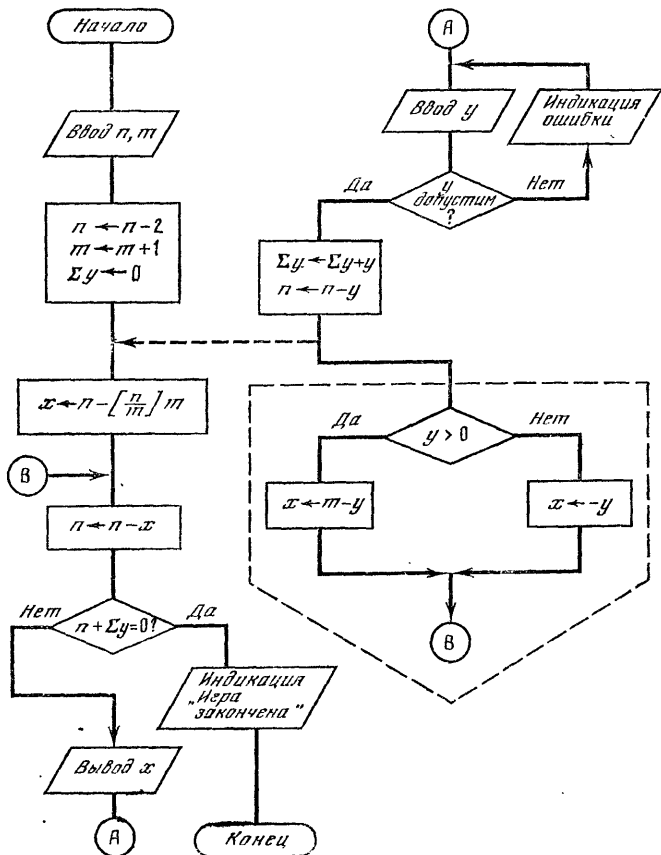 Начало
Ввод n, m
n ← n-2
m ← m+1
Σy ← 0
x ← n - [n/m] m
В
n ← n-x
Нет
n + Σy = 0?
Да
Индикация
„Игра
закончена"
Вывод x
А
Конец
А
Ввод y
Индикация
ошибки
Да
y
допустим
?
Нет
Σy ← Σy+y
n ← n-y
Да
y > 0
Нет
x ← m-y
x ← -y
В